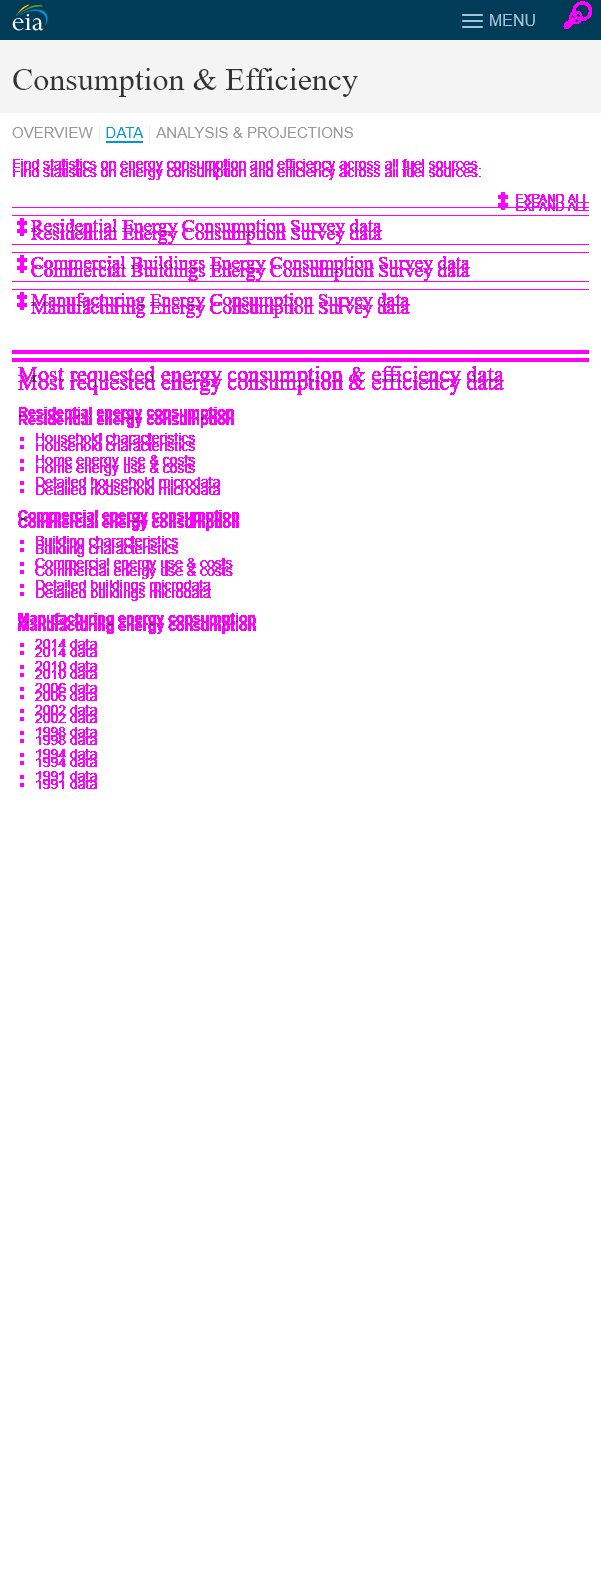 eia
MENU
Consumption & Efficiency
OVERVIEW DATA ANALYSIS & PROJECTIONS
Find statistics on energy consumption and efficiency across all fuel sources.
EXPAND ALL
Residential Energy Consumption Survey data
Commercial Buildings Energy Consumption Survey data
Manufacturing Energy Consumption Survey data
Most requested energy consumption & efficiency data
Residential energy consumption
Household characteristics
Home energy use & costs
Detailed household microdata
Commercial energy consumption
Building characteristics
Commercial energy use & costs
Detailed buildings microdata
Manufacturing energy consumption
2014 data
2010 data
2006 data
2002 data
1998 data
1994 data
1991 data